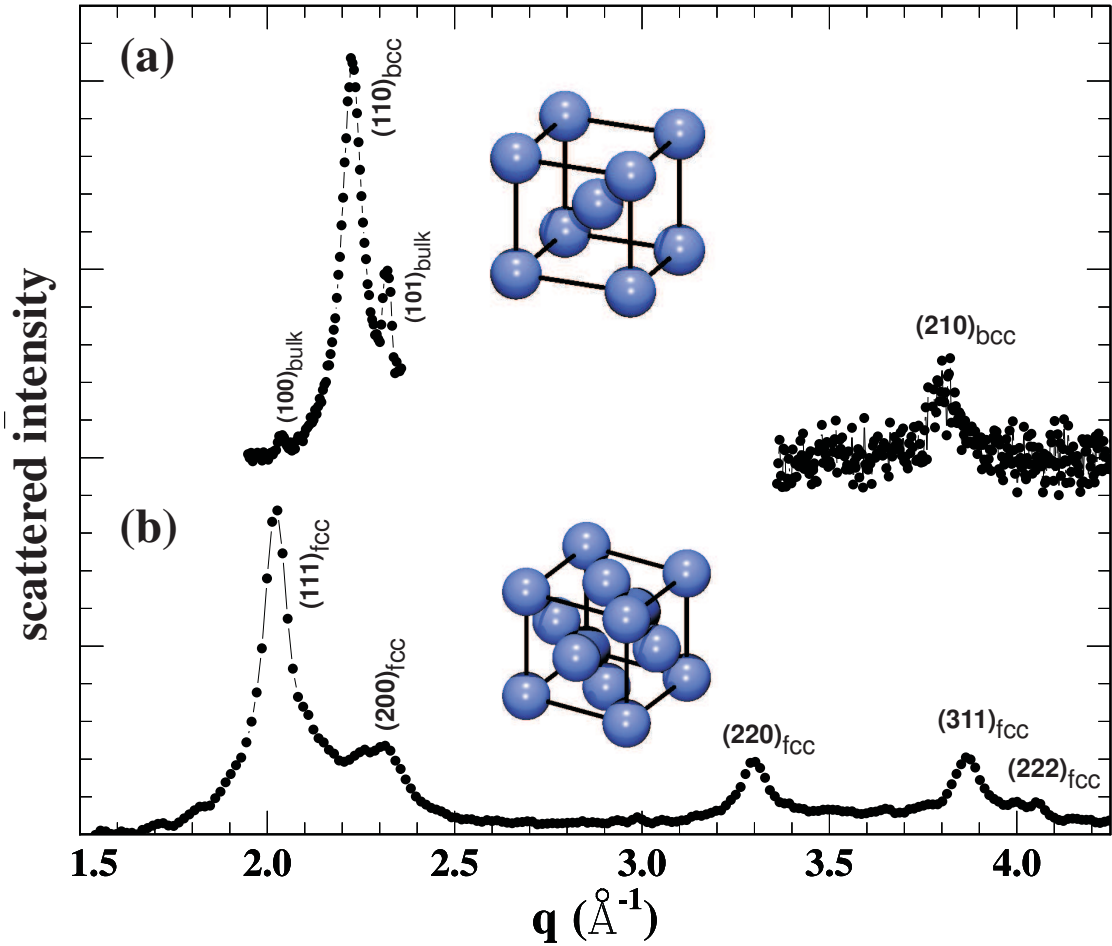 (a)
(110)bcc
(101)bulk
(100)bulk
(210)bcc
scattered intensity
(b)
(111)fcc
(200)fcc
(220)fcc
(311)fcc
(222)fcc
1.5 2.0 2.5 3.0 3.5 4.0
q (Å-1)